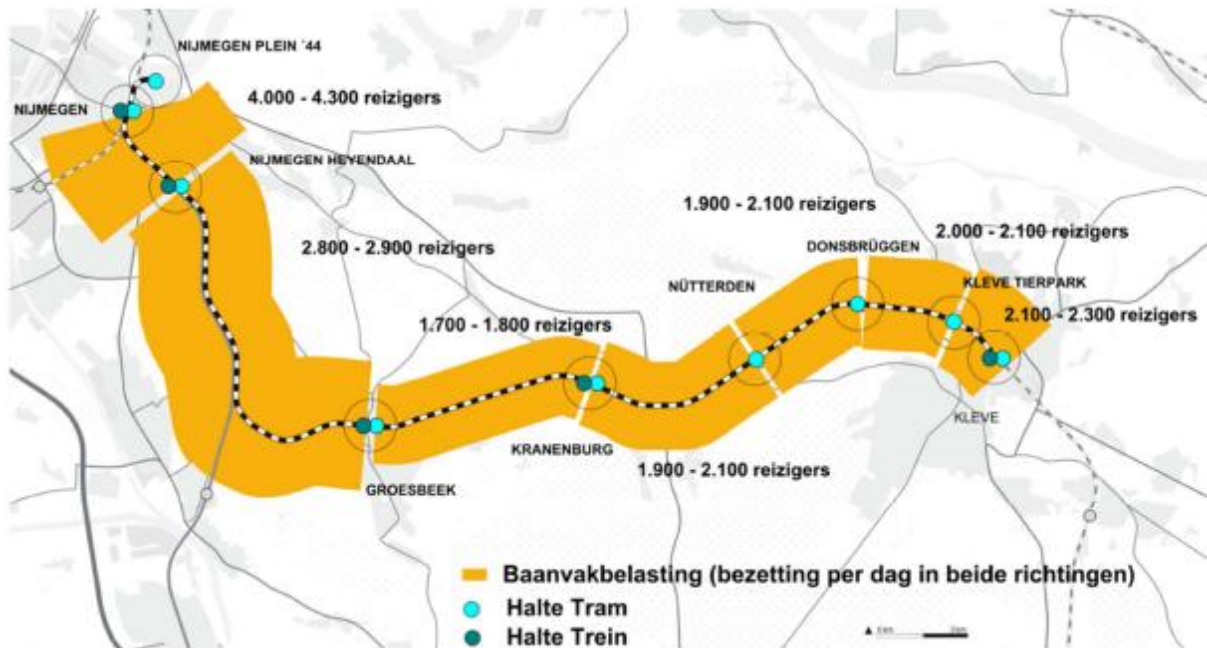 NIJMEGEN PLEIN ´44
4.000 - 4.300 reizigers
NIJMEGEN
NIJMEGEN HEYENDAAL
1.900 - 2.100 reizigers
2.800 - 2.900 reizigers
2.000 - 2.100 reizigers
DONSBRÜGGEN
KLEVE TIERPARK
NÜTTERDEN
2.100 - 2.300 reizigers
1.700 - 1.800 reizigers
KLEVE
KRANENBURG
1.900 - 2.100 reizigers
GROESBEEK
Baanvakbelasting (bezetting per dag in beide richtingen)
Halte Tram
Halte Trein